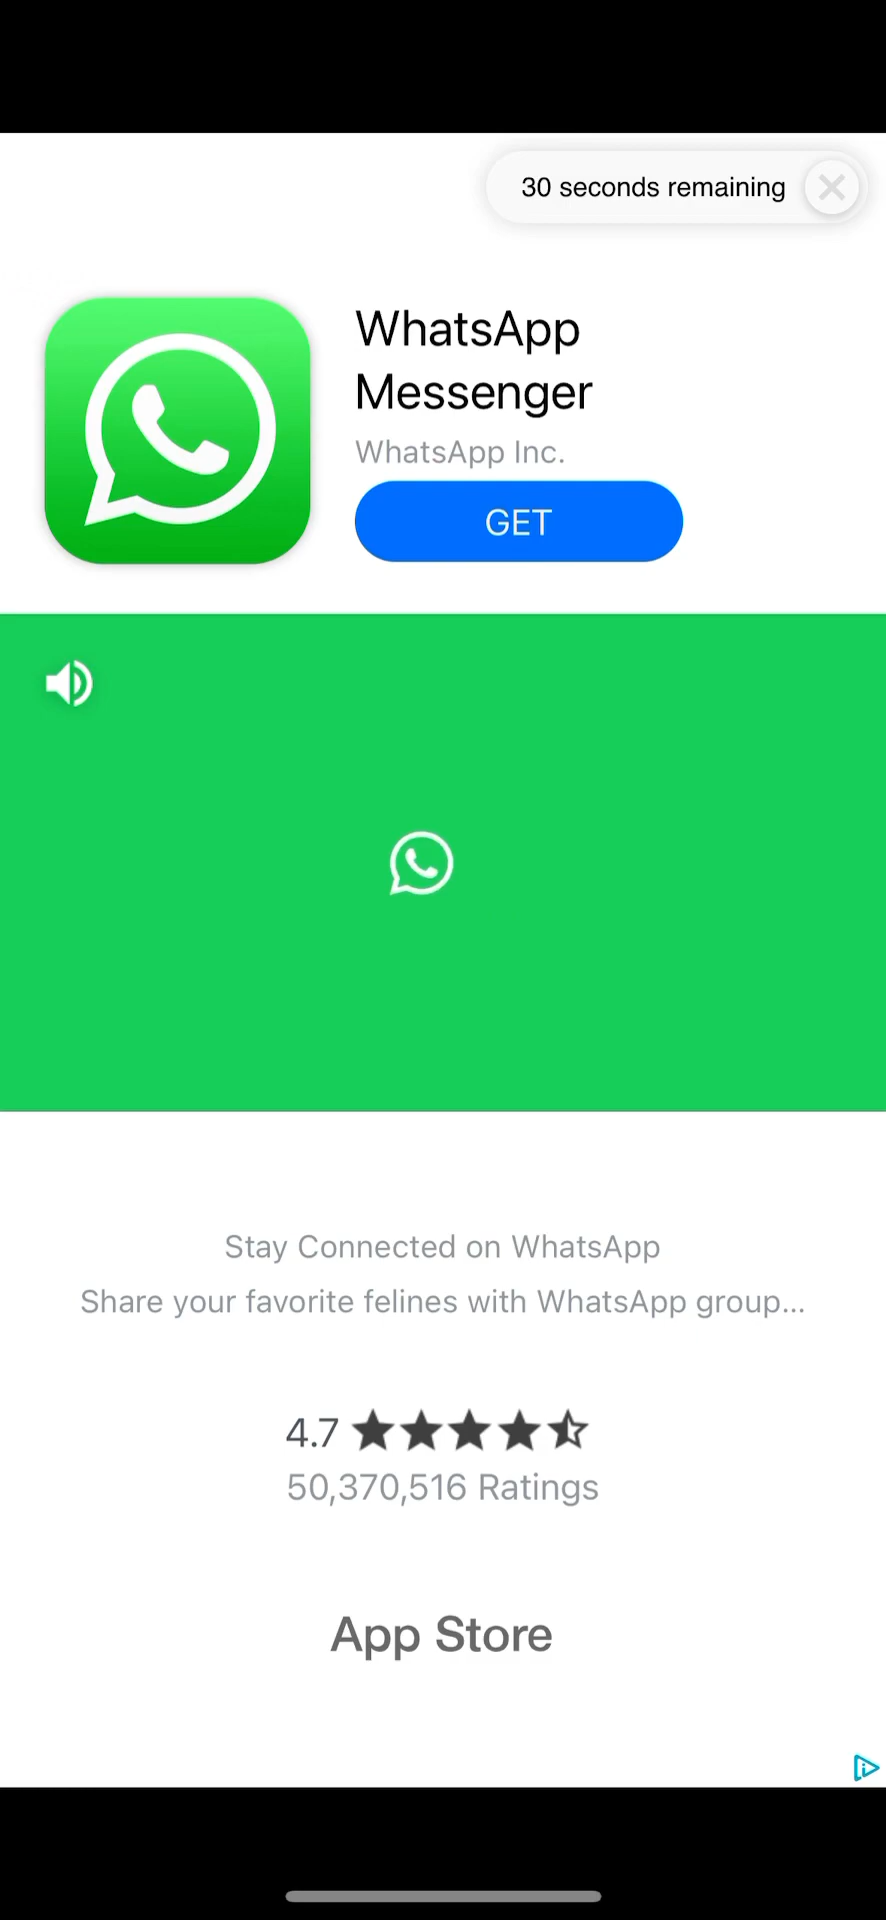 30 seconds remaining
WhatsApp
Messenger
WhatsApp Inc.
GET
Stay Connected on WhatsApp
Share your favorite felines with WhatsApp group...
4.7
50,370,516 Ratings
App Store